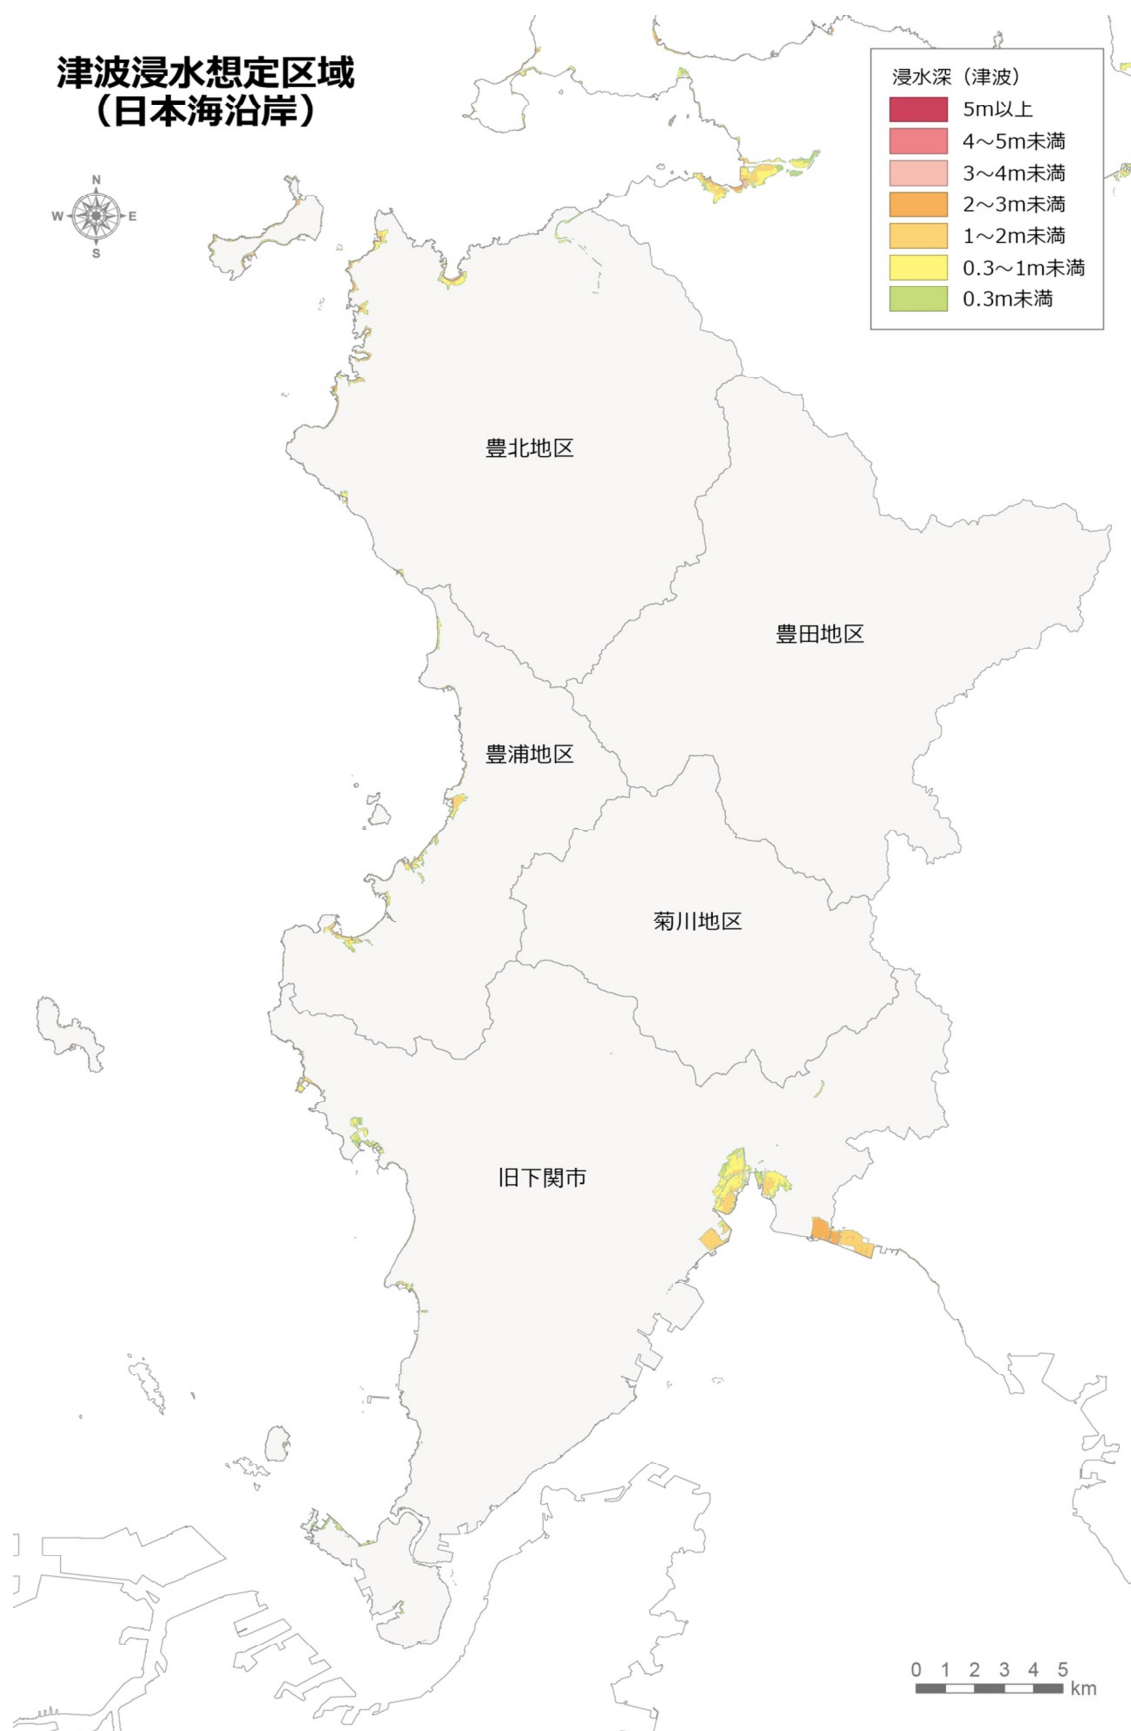 津波浸水想定区域
（日本海沿岸）
N
W
E
S
浸水深（津波）
5m以上
4～5m未満
3～4m未満
2～3m未満
1～2m未満
0.3～1m未満
0.3m未満
豊北地区
豊田地区
豊浦地区
菊川地区
旧下関市
0 1 2 3 4 5
km